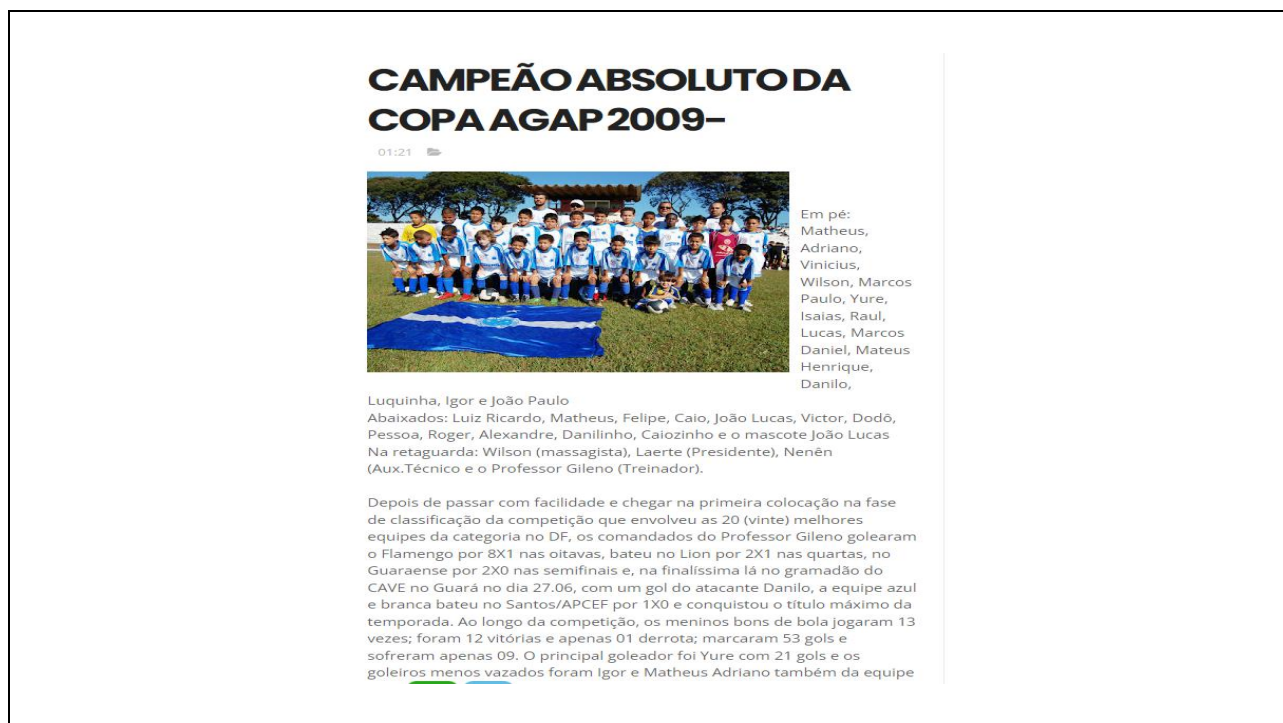 CAMPEÃO ABSOLUTO DA
COPA AGAP 2009–
01:21
Em pé:
Matheus,
Adriano,
Vinicius,
Wilson, Marcos
Paulo, Yure,
Isaias, Raul,
Lucas, Marcos
Daniel, Mateus
Henrique,
Danilo,
Luquinha, Igor e João Paulo
Abaixados: Luiz Ricardo, Matheus, Felipe, Caio, João Lucas, Victor, Dodô,
Pessoa, Roger, Alexandre, Danilinho, Caiozinho e o mascote João Lucas
Na retaguarda: Wilson (massagista), Laerte (Presidente), Nenên
(Aux.Técnico e o Professor Gileno (Treinador).
Depois de passar com facilidade e chegar na primeira colocação na fase
de classificação da competição que envolveu as 20 (vinte) melhores
equipes da categoria no DF, os comandados do Professor Gileno golearam
o Flamengo por 8X1 nas oitavas, bateu no Lion por 2X1 nas quartas, no
Guaraense por 2X0 nas semifinais e, na finalíssima lá no gramadão do
CAVE no Guará no dia 27.06, com um gol do atacante Danilo, a equipe azul
e branca bateu no Santos/APCEF por 1X0 e conquistou o título máximo da
temporada. Ao longo da competição, os meninos bons de bola jogaram 13
vezes; foram 12 vitórias e apenas 01 derrota; marcaram 53 gols e
sofreram apenas 09. O principal goleador foi Yure com 21 gols e os
goleiros menos vazados foram Igor e Matheus Adriano também da equipe